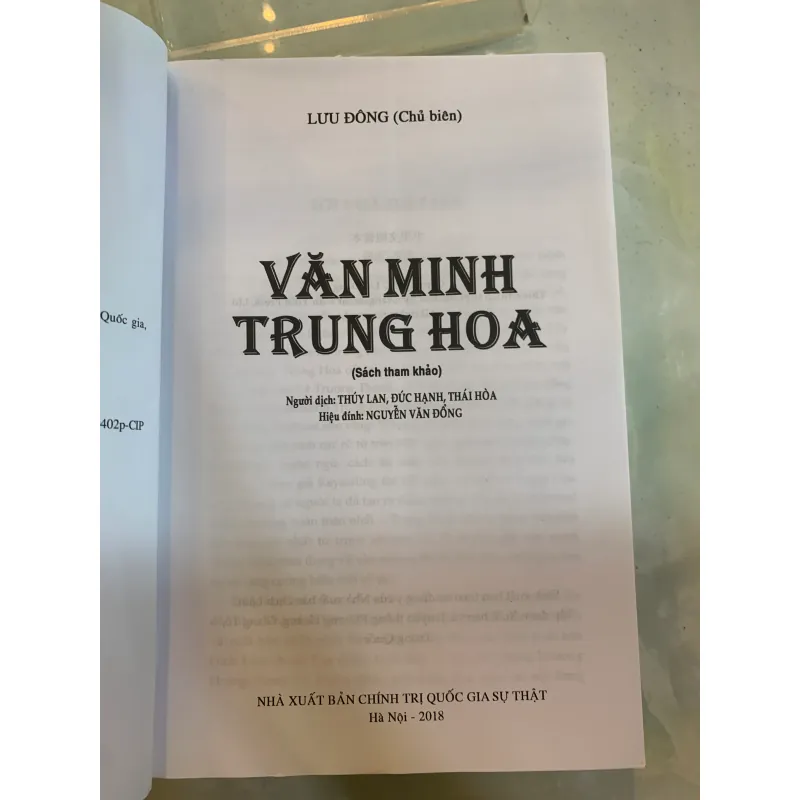 Quốc gia,
402p-CIP
LƯU ĐÔNG (Chủ biên)
VĂN MINH
TRUNG HOA
(Sách tham khảo)
Người dịch: THÚY LAN, ĐÚC HẠNH, THÁI HÒA
Hiệu đính: NGUYỄN VĂN ĐỔNG
NHÀ XUẤT BẢN CHÍNH TRỊ QUỐC GIA SỰ THẬT
Hà Nội - 2018